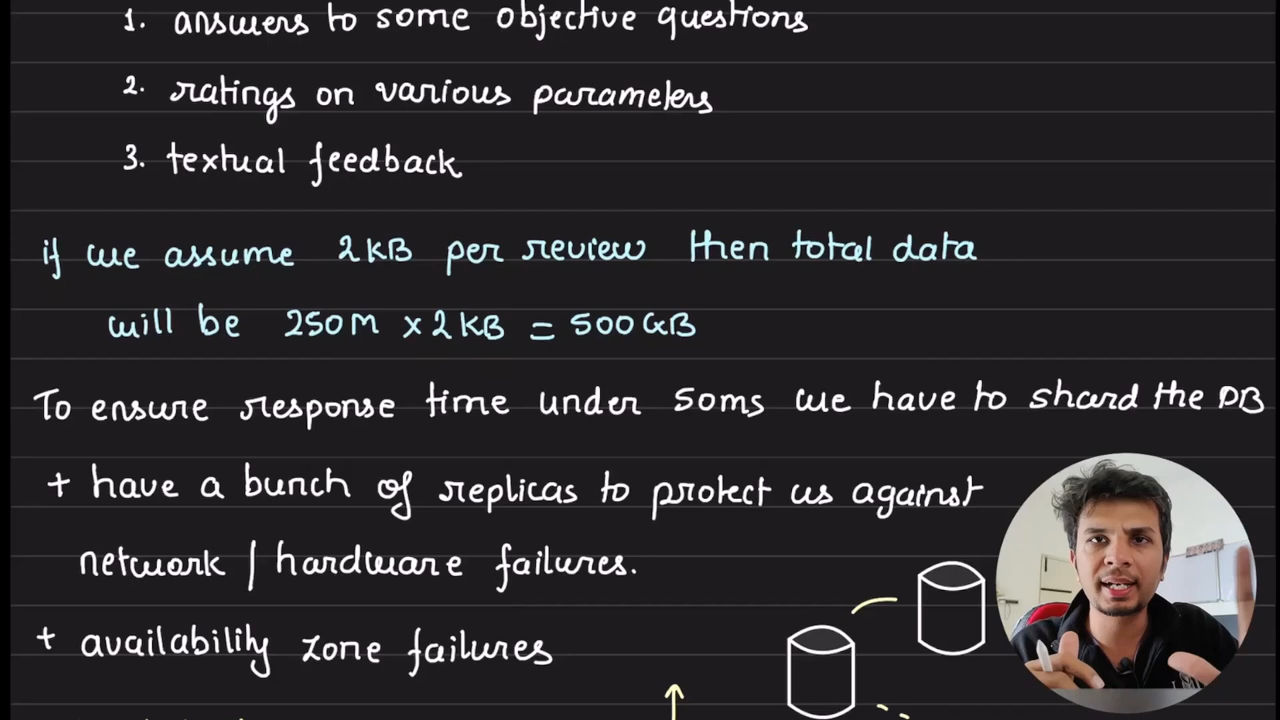 1. answers to some objective questions
2. ratings on various parameters
3. textual feedback
if we assume 2KB per review then total data
will be 250M x 2KB = 500GB
To ensure response time under 50ms we have to shard the DB
+ have a bunch of replicas to protect us against
network / hardware failures.
+ availability zone failures